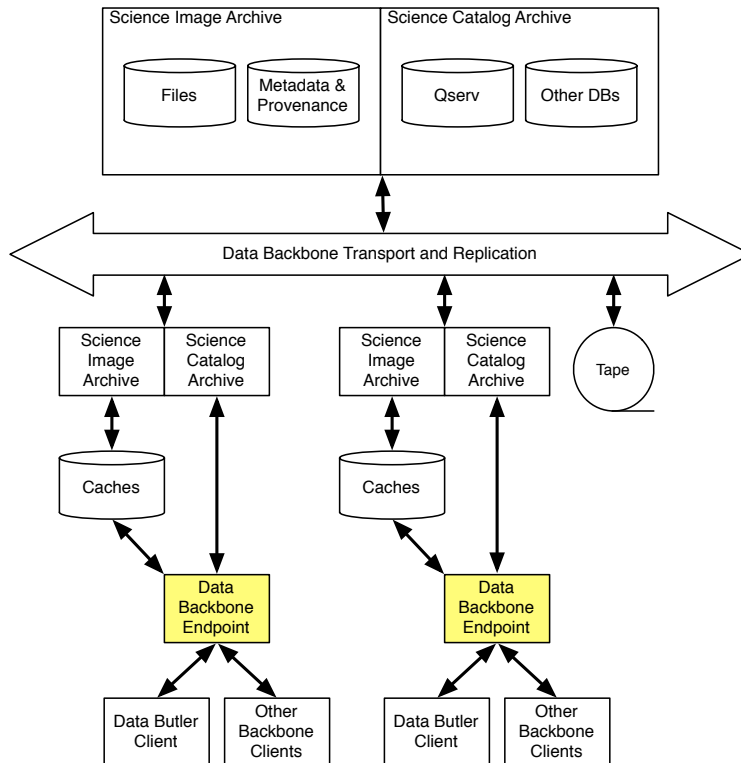 Science Image Archive
Science Catalog Archive
Files
Metadata &
Provenance
Qserv
Other DBs
Data Backbone Transport and Replication
Science
Image
Archive
Science
Catalog
Archive
Science
Image
Archive
Science
Catalog
Archive
Tape
Caches
Caches
Data
Backbone
Endpoint
Data
Backbone
Endpoint
Data Butler
Client
Other
Backbone
Clients
Data Butler
Client
Other
Backbone
Clients